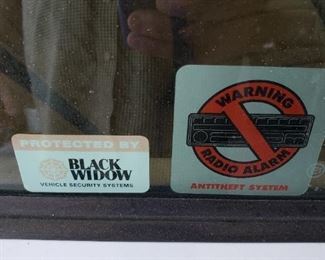 PROTECTED BY
BLACK
WIDOW
VEHICLE SECURITY SYSTEMS
WARNING
RADIO ALARM
ANTITHEFT SYSTEM